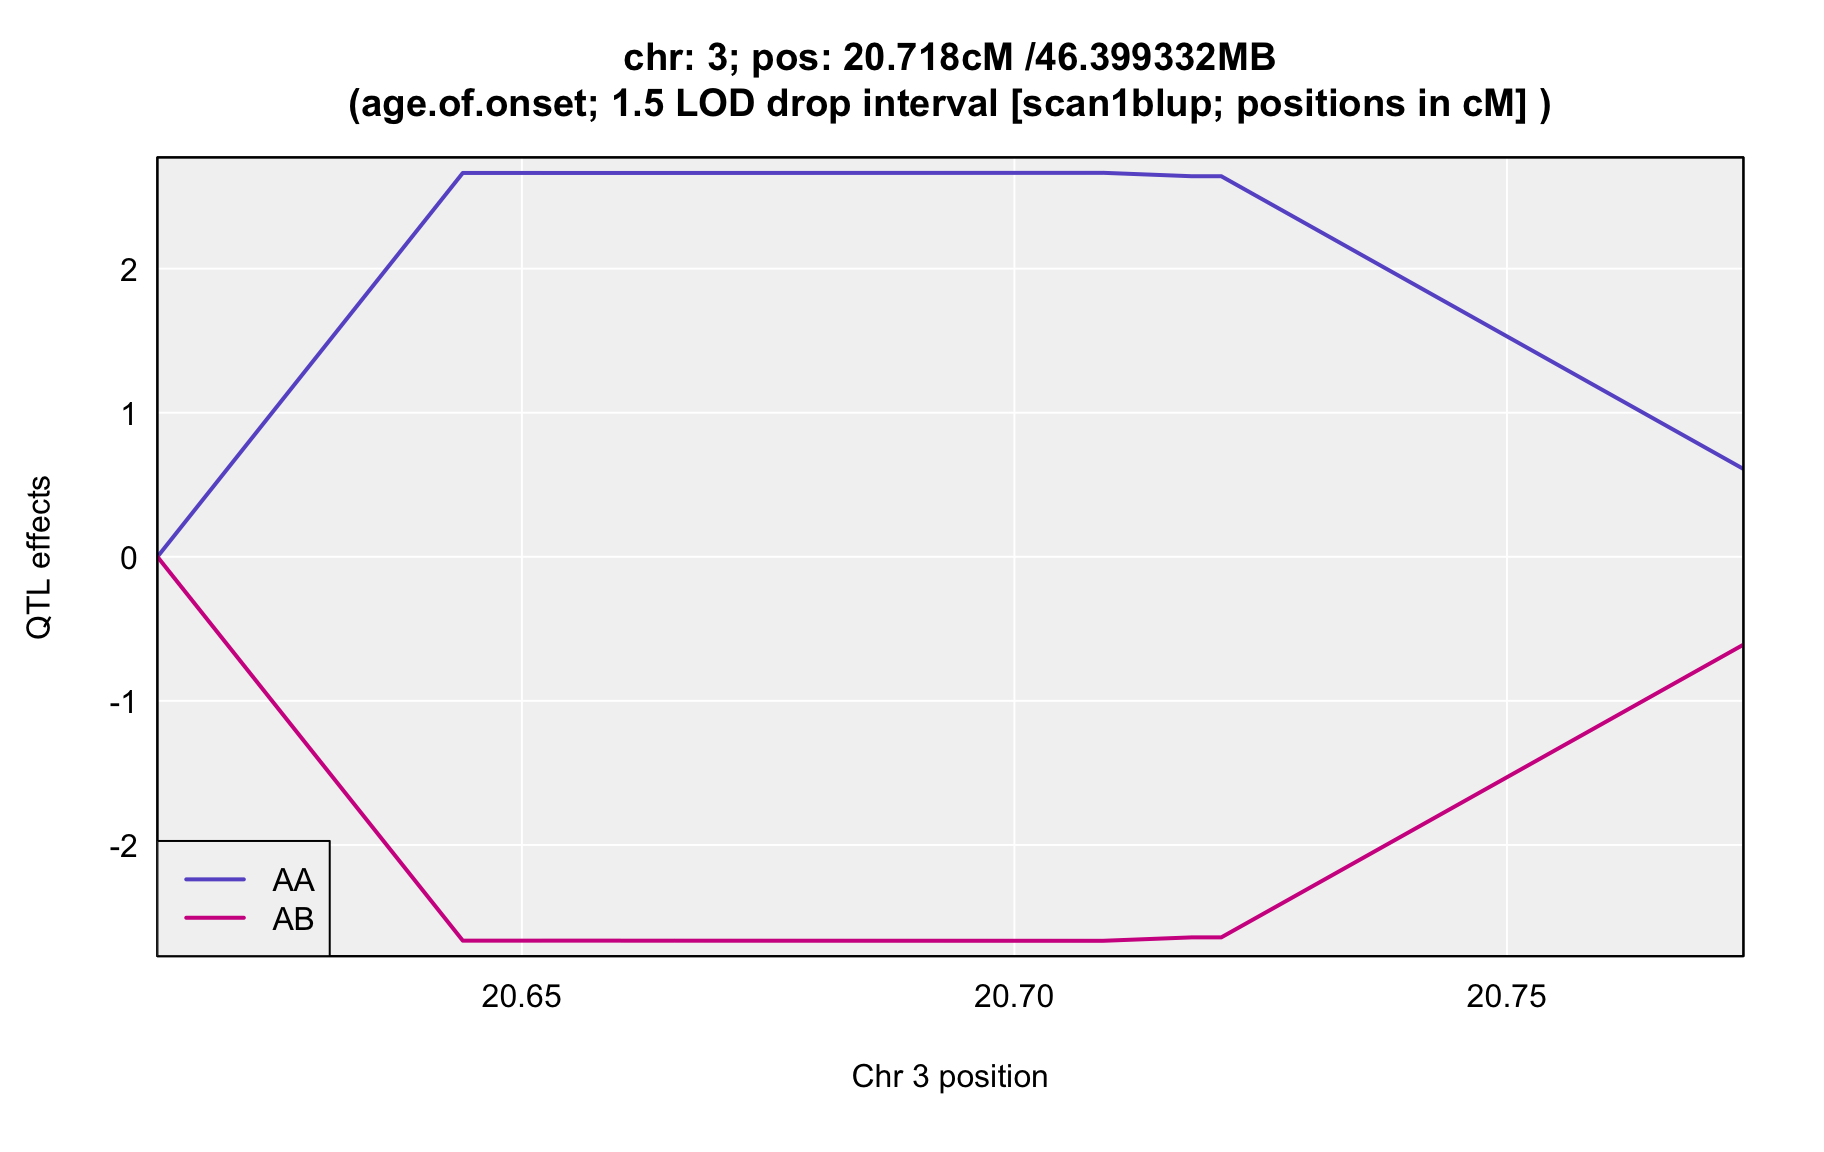 chr: 3; pos: 20.718cM /46.399332MB
(age.of.onset; 1.5 LOD drop interval [scan1blup; positions in cM] )
QTL effects
2
1
0
-1
-2
AA
AB
20.65 20.70 20.75
Chr 3 position